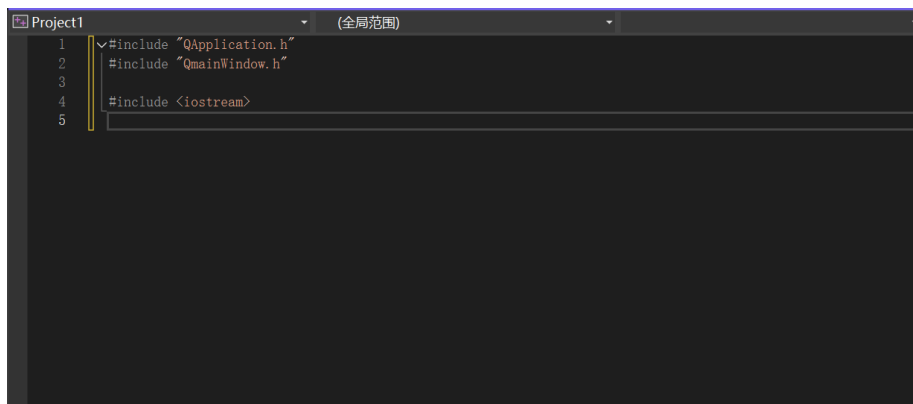 Project1 (全局范围)
1 #include "QApplication.h"
2 #include "QmainWindow.h"
3
4 #include <iostream>
5